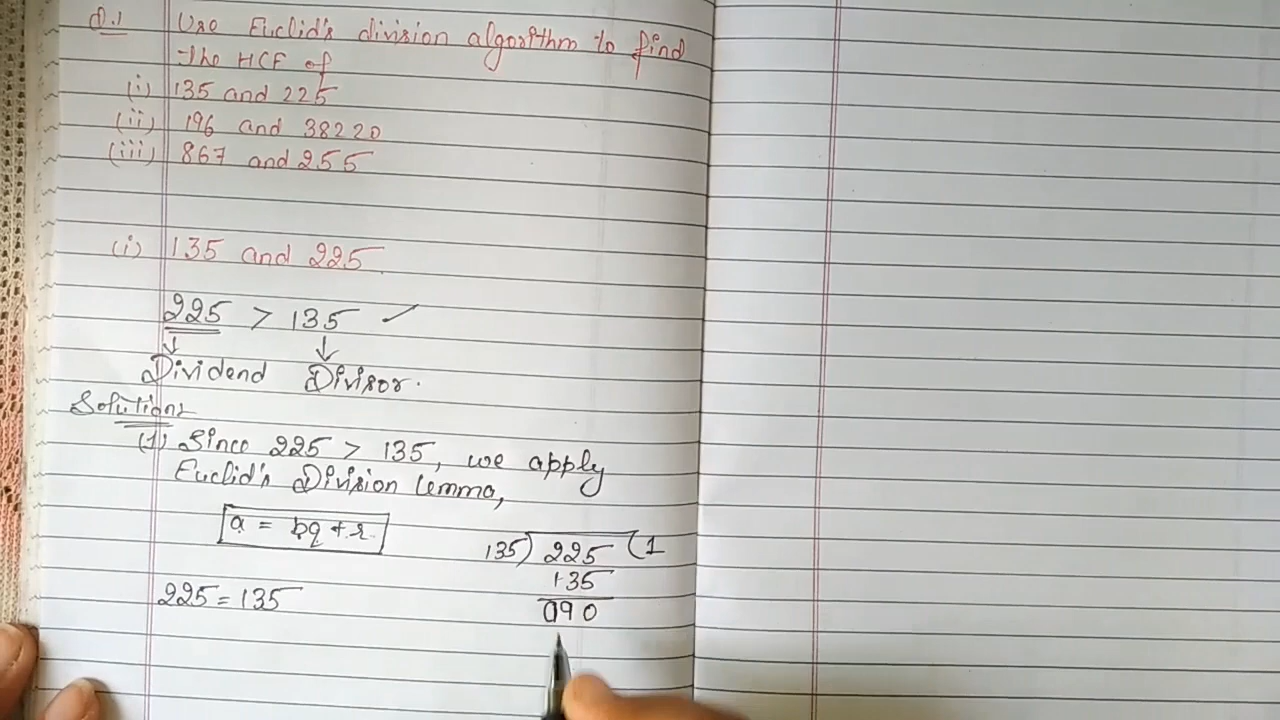 Q.1 Use Euclid's division algorithm to find
The HCF of
(i) 135 and 225
(ii) 196 and 38220
(iii) 867 and 255
(i) 135 and 225
225 > 135 ✓
↓ ↓
Dividend Divisor.
Solution:
(1) Since 225 > 135, we apply
Euclid's Division lemma,
a = bq + r.
135) 225 (1
135
225 = 135
090